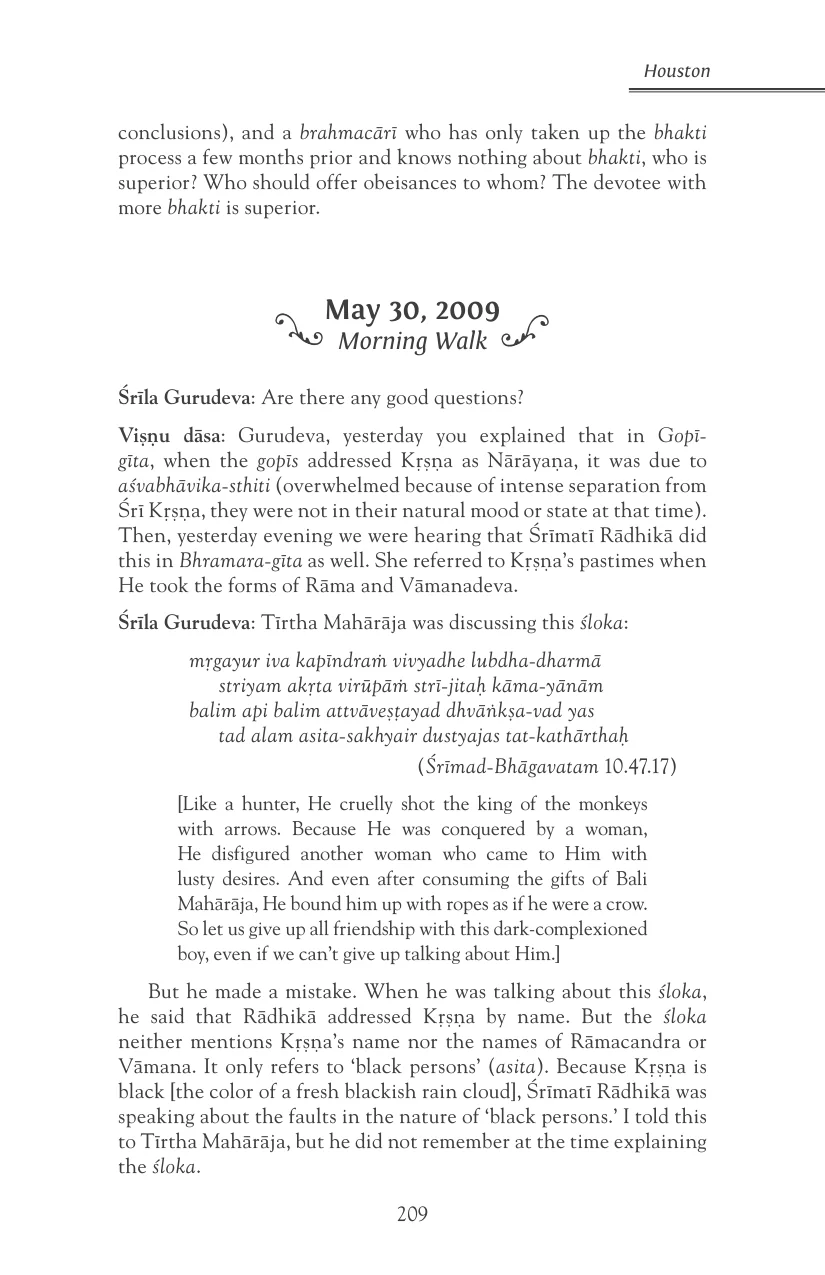 Houston
conclusions), and a brahmacārī who has only taken up the bhakti
process a few months prior and knows nothing about bhakti, who is
superior? Who should offer obeisances to whom? The devotee with
more bhakti is superior.
May 30, 2009
Morning Walk
Śrīla Gurudeva: Are there any good questions?
Viṣṇu dāsa: Gurudeva, yesterday you explained that in Gopī-
gīta, when the gopīs addressed Kṛṣṇa as Nārāyaṇa, it was due to
aśvabhāvika-sthiti (overwhelmed because of intense separation from
Śrī Kṛṣṇa, they were not in their natural mood or state at that time).
Then, yesterday evening we were hearing that Śrīmatī Rādhikā did
this in Bhramara-gīta as well. She referred to Kṛṣṇa’s pastimes when
He took the forms of Rāma and Vāmanadeva.
Śrīla Gurudeva: Tīrtha Mahārāja was discussing this śloka:
mṛgayur iva kapīndraṁ vivyadhe lubdha-dharmā
striyam akṛta virūpāṁ strī-jitaḥ kāma-yānām
balim api balim attvāveṣṭayad dhvāṅkṣa-vad yas
tad alam asita-sakhyair dustyajas tat-kathārthaḥ
(Śrīmad-Bhāgavatam 10.47.17)
[Like a hunter, He cruelly shot the king of the monkeys
with arrows. Because He was conquered by a woman,
He disfigured another woman who came to Him with
lusty desires. And even after consuming the gifts of Bali
Mahārāja, He bound him up with ropes as if he were a crow.
So let us give up all friendship with this dark-complexioned
boy, even if we can’t give up talking about Him.]
But he made a mistake. When he was talking about this śloka,
he said that Rādhikā addressed Kṛṣṇa by name. But the śloka
neither mentions Kṛṣṇa’s name nor the names of Rāmacandra or
Vāmana. It only refers to ‘black persons’ (asita). Because Kṛṣṇa is
black [the color of a fresh blackish rain cloud], Śrīmatī Rādhikā was
speaking about the faults in the nature of ‘black persons.’ I told this
to Tīrtha Mahārāja, but he did not remember at the time explaining
the śloka.
209